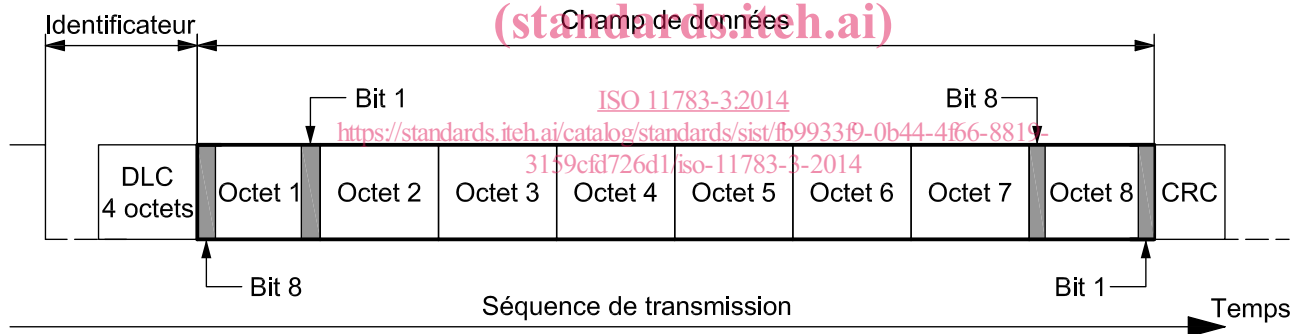 (standards.iteh.ai)
Identificateur
Champ de données
Bit 1
ISO 11783-3:2014
Bit 8
https://standards.iteh.ai/catalog/standards/sist/fb9933f9-0b44-4f66-8819-
3159cfd726d1/iso-11783-3-2014
DLC
4 octets
Octet 1
Octet 2
Octet 3
Octet 4
Octet 5
Octet 6
Octet 7
Octet 8
CRC
Bit 8
Bit 1
Séquence de transmission
Temps